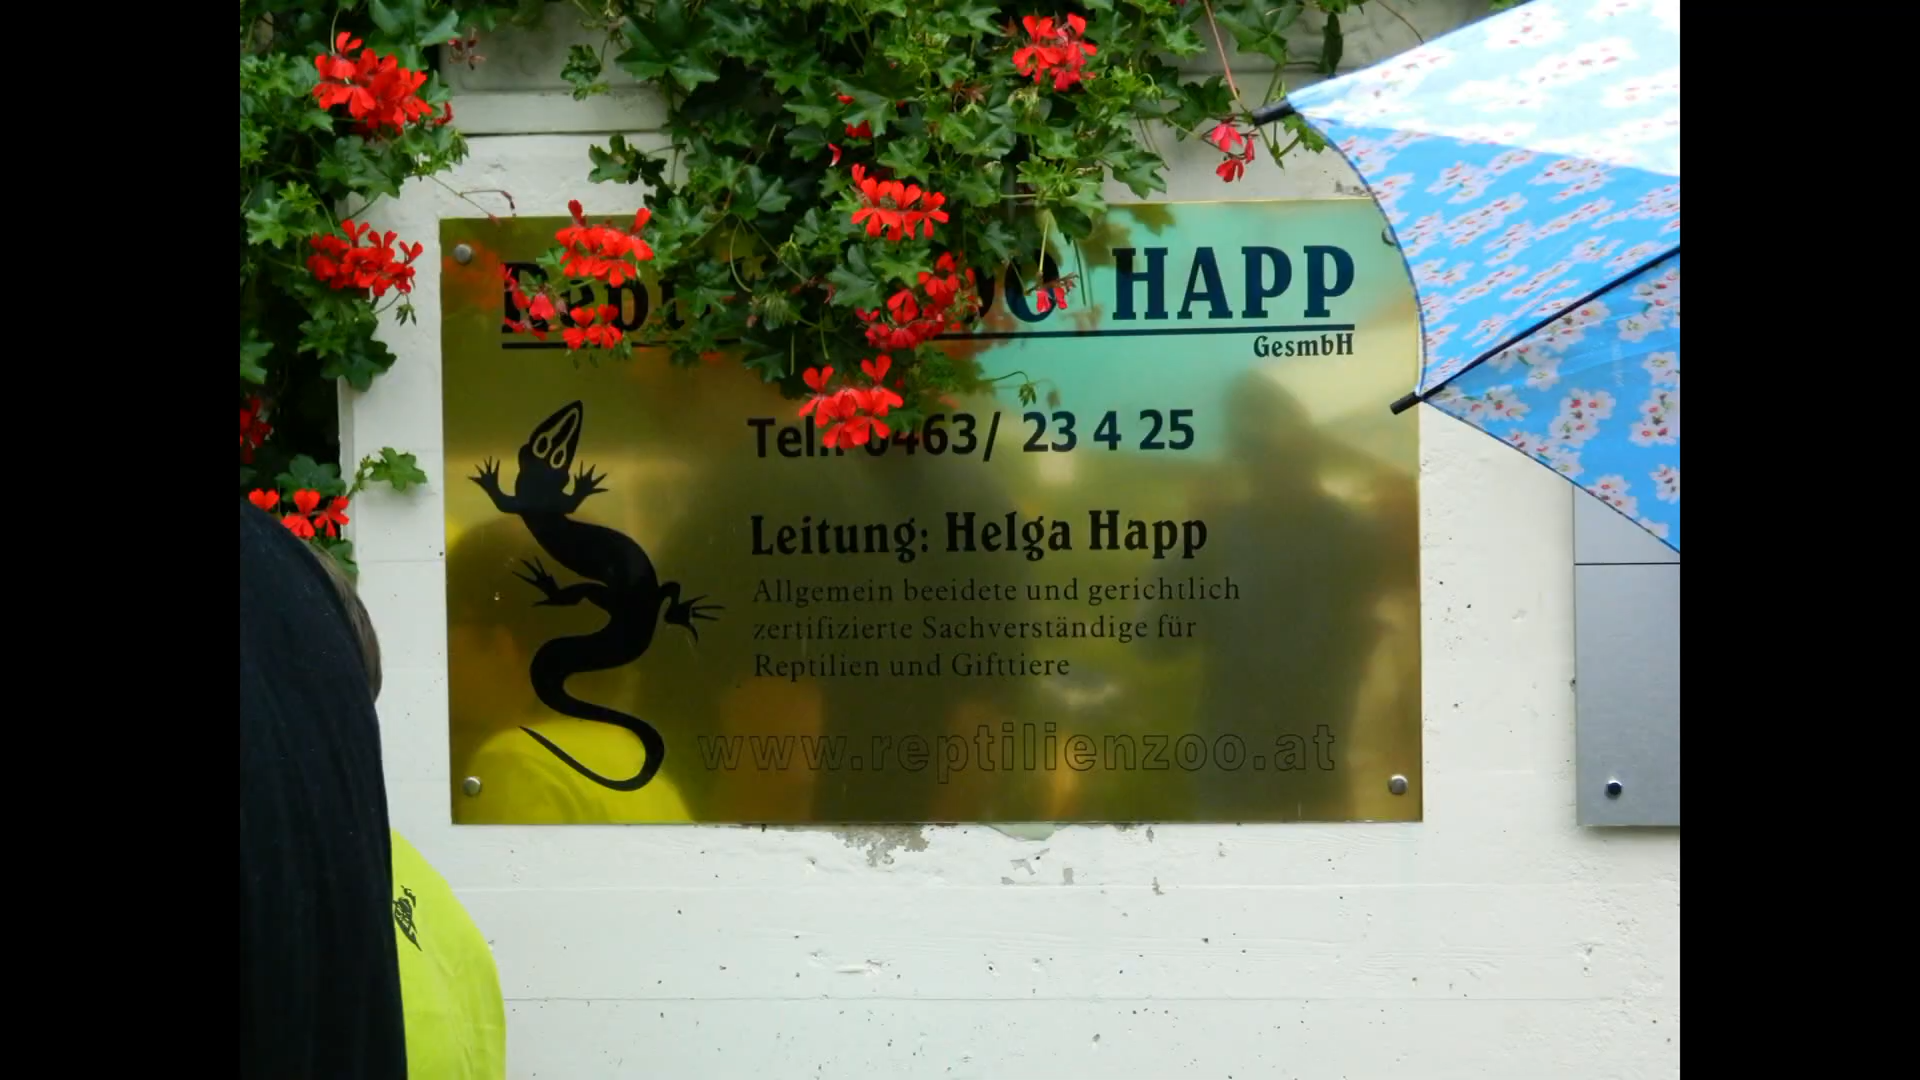 HAPP
GesmbH
Tel.: 0463/ 23 4 25
Leitung: Helga Happ
Allgemein beeidete und gerichtlich
zertifizierte Sachverständige für
Reptilien und Gifttiere
www.reptilienzoo.at